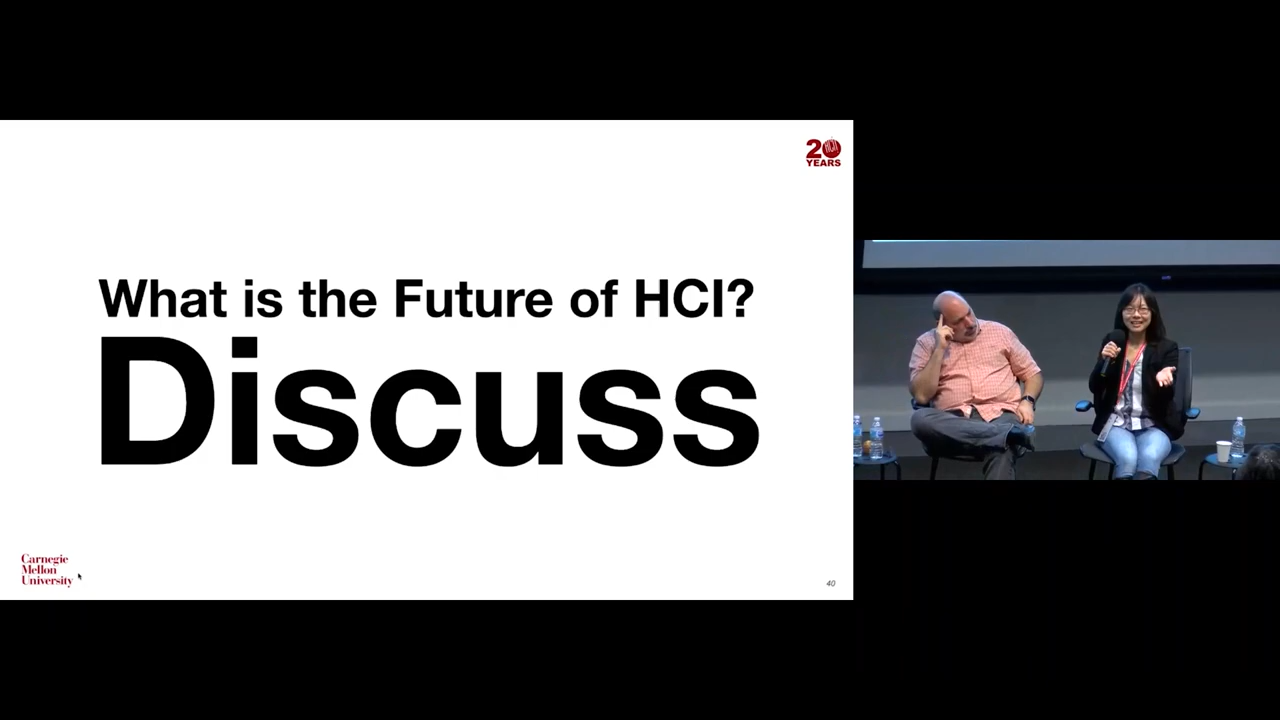 20
YEARS
What is the Future of HCI?
Discuss
Carnegie
Mellon
University
40